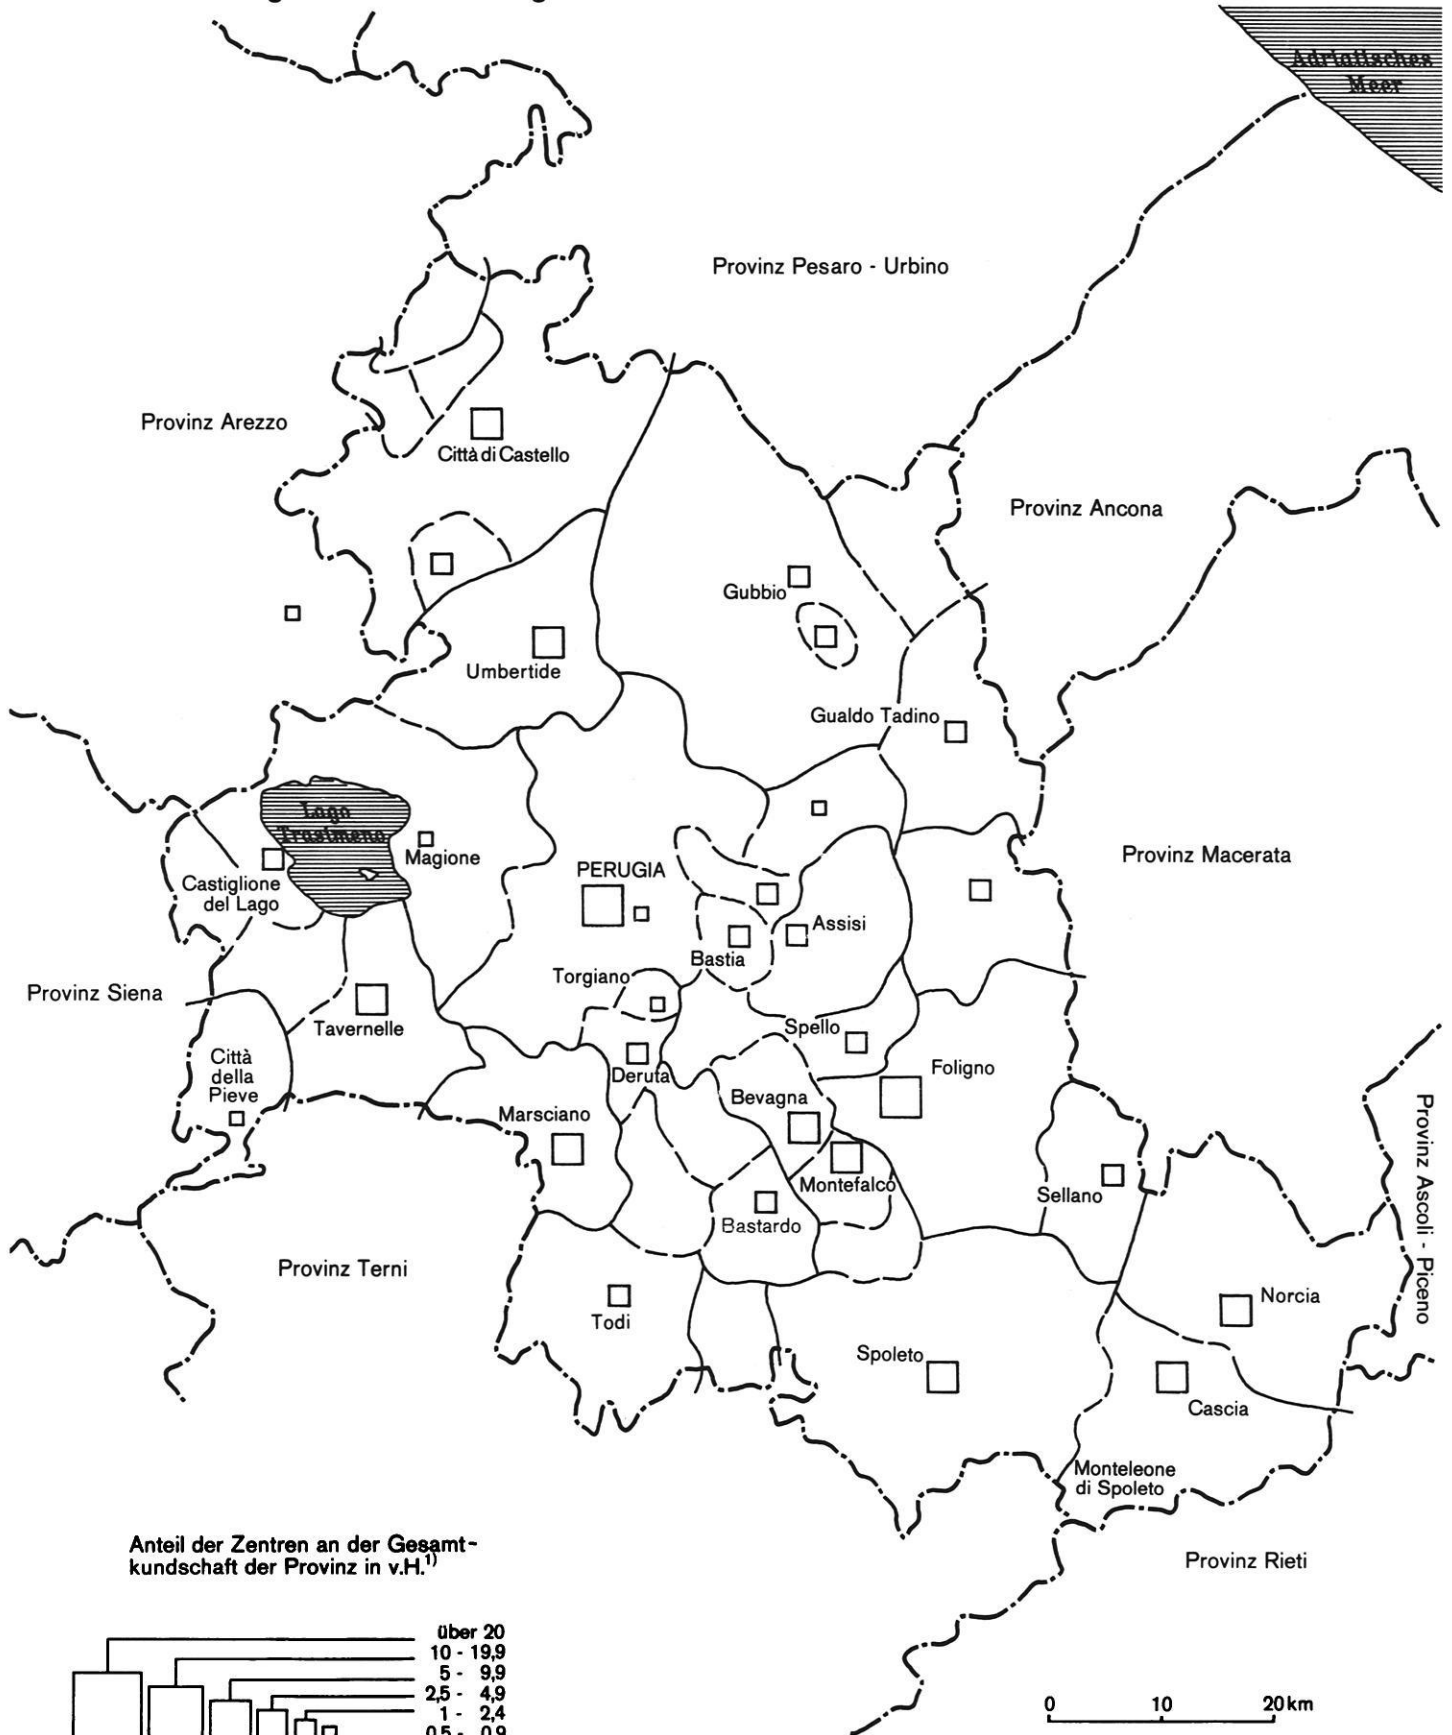 Adriatisches
Meer
Provinz Pesaro - Urbino
Provinz Arezzo
Città di Castello
Provinz Ancona
Gubbio
Umbertide
Gualdo Tadino
Lago
Trasimeno
Magione
Castiglione
del Lago
PERUGIA
Provinz Macerata
Assisi
Bastia
Torgiano
Provinz Siena
Tavernelle
Spello
Città
della
Pieve
Deruta
Foligno
Bevagna
Marsciano
Montefalco
Sellano
Bastardo
Provinz Ascoli - Piceno
Provinz Terni
Todi
Norcia
Spoleto
Cascia
Monteleone
di Spoleto
Provinz Rieti
Anteil der Zentren an der Gesamt-
kundschaft der Provinz in v.H.¹⁾
über 20
10 - 19,9
5 - 9,9
2,5 - 4,9
1 - 2,4
0,5 - 0,9
0 10 20 km